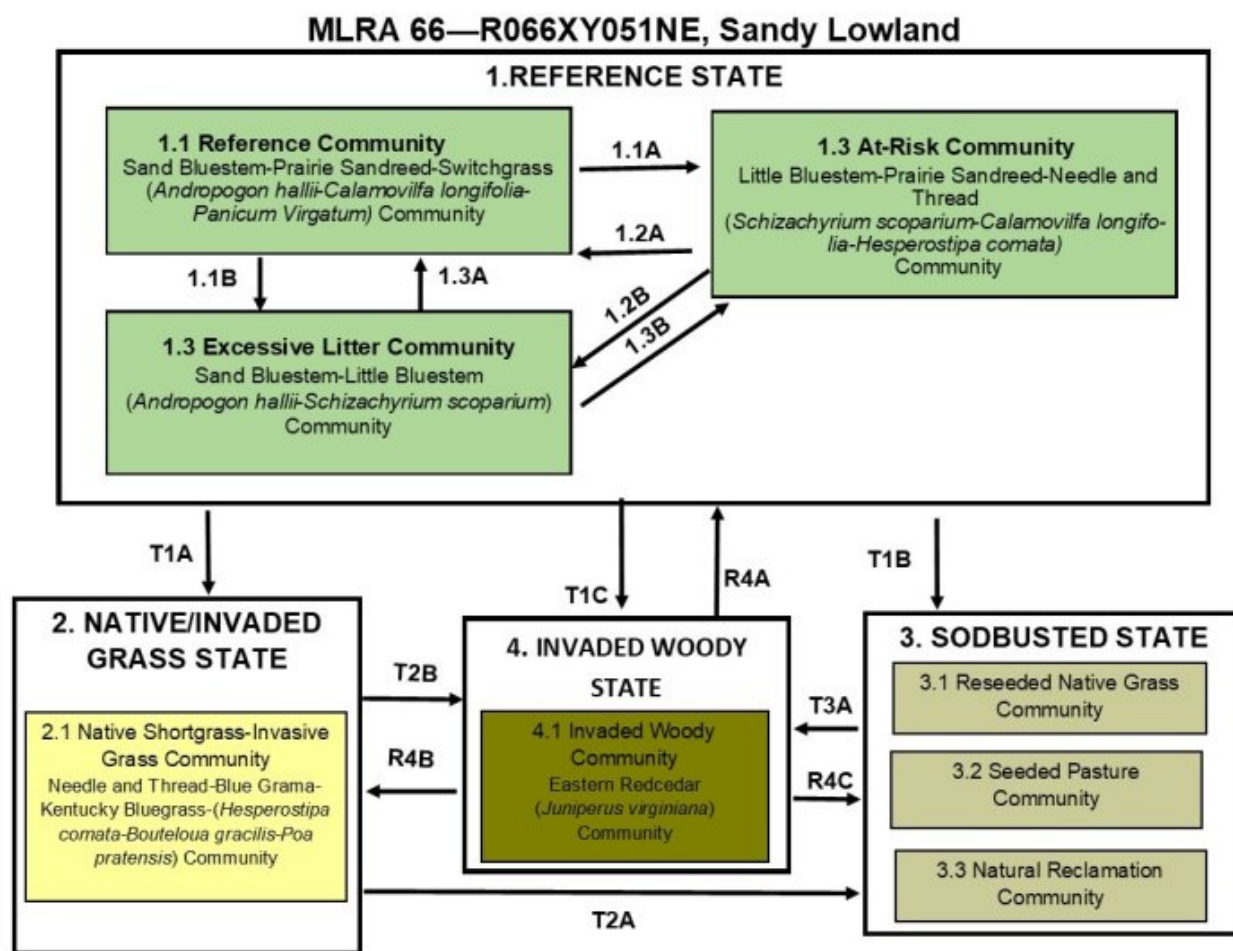 MLRA 66—R066XY051NE, Sandy Lowland
1.REFERENCE STATE
1.1 Reference Community
Sand Bluestem-Prairie Sandreed-Switchgrass
(Andropogon hallii-Calamovilfa longifolia-
Panicum Virgatum) Community
1.1A
1.2A
1.3 At-Risk Community
Little Bluestem-Prairie Sandreed-Needle and
Thread
(Schizachyrium scoparium-Calamovilfa longifo-
lia-Hesperostipa comata)
Community
1.1B
1.3A
1.2B
1.3B
1.3 Excessive Litter Community
Sand Bluestem-Little Bluestem
(Andropogon hallii-Schizachyrium scoparium)
Community
T1A
T1C
R4A
T1B
2. NATIVE/INVADED
GRASS STATE
2.1 Native Shortgrass-Invasive
Grass Community
Needle and Thread-Blue Grama-
Kentucky Bluegrass-(Hesperostipa
comata-Bouteloua gracilis-Poa
pratensis) Community
T2B
R4B
4. INVADED WOODY
STATE
4.1 Invaded Woody
Community
Eastern Redcedar
(Juniperus virginiana)
Community
T3A
R4C
3. SODBUSTED STATE
3.1 Reseeded Native Grass
Community
3.2 Seeded Pasture
Community
3.3 Natural Reclamation
Community
T2A